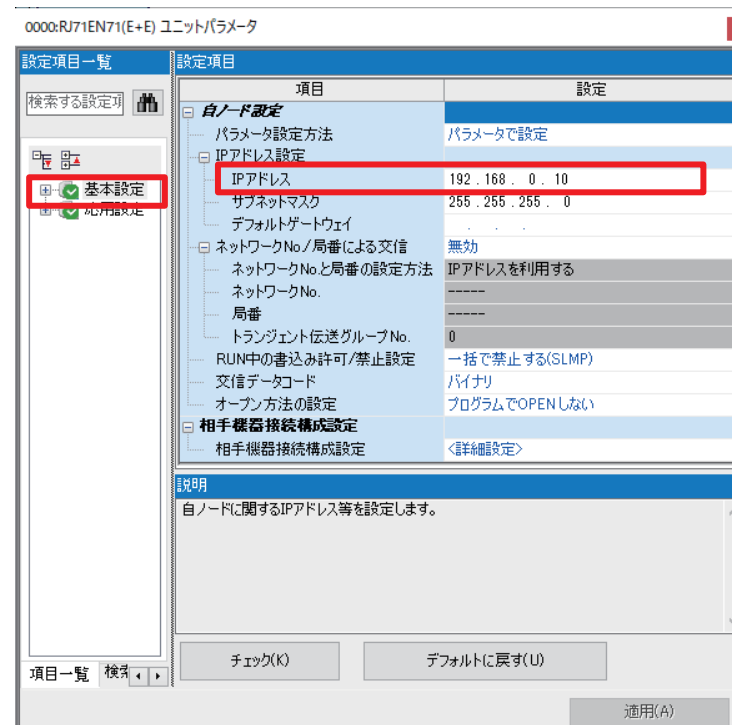 0000:RJ71EN71(E+E) ユニットパラメータ
設定項目一覧
検索する設定項
基本設定
応用設定
項目一覧 検索
設定項目
項目 設定
自ノード設定
パラメータ設定方法 パラメータで設定
IPアドレス設定
IPアドレス 192 . 168 . 0 . 10
サブネットマスク 255 . 255 . 255 . 0
デフォルトゲートウェイ . . .
ネットワークNo./局番による交信 無効
ネットワークNo.と局番の設定方法 IPアドレスを利用する
ネットワークNo. -----
局番 -----
トランジェント伝送グループNo. 0
RUN中の書込み許可/禁止設定 一括で禁止する(SLMP)
交信データコード バイナリ
オープン方法の設定 プログラムでOPENしない
相手機器接続構成設定
相手機器接続構成設定 <詳細設定>
説明
自ノードに関するIPアドレス等を設定します。
チェック(K) デフォルトに戻す(U)
適用(A)